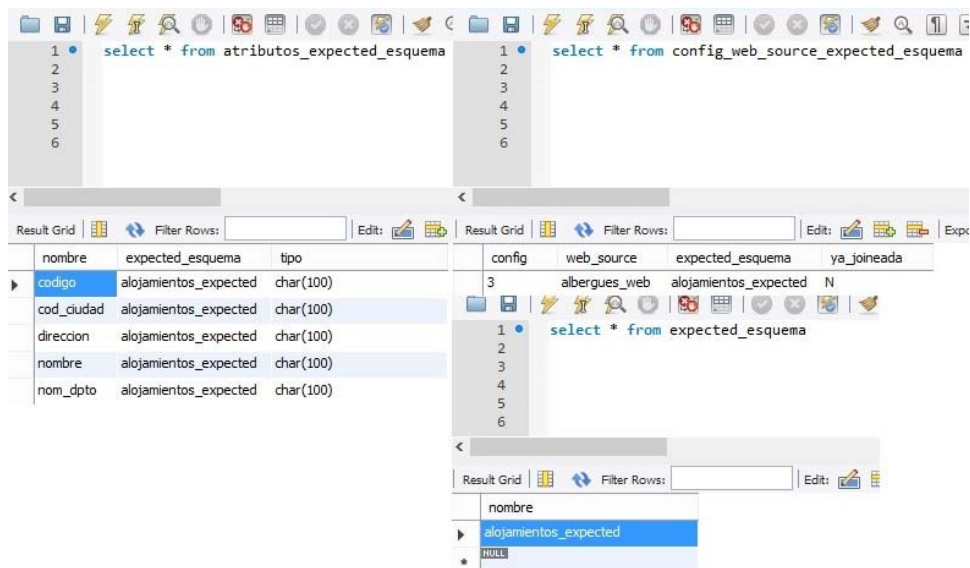 1 select * from atributos_expected_esquema
2
3
4
5
6
Result Grid Filter Rows: Edit:
nombre expected_esquema tipo
codigo alojamientos_expected char(100)
cod_ciudad alojamientos_expected char(100)
direccion alojamientos_expected char(100)
nombre alojamientos_expected char(100)
nom_dpto alojamientos_expected char(100)
1 select * from config_web_source_expected_esquema
2
3
4
5
6
Result Grid Filter Rows: Edit: Expo
config web_source expected_esquema ya_joineada
3 albergues_web alojamientos_expected N
1 select * from expected_esquema
2
3
4
5
6
Result Grid Filter Rows: Edit:
nombre
alojamientos_expected
NULL